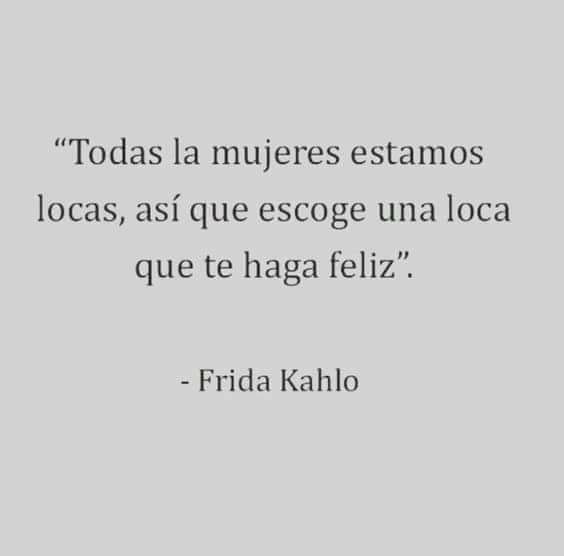 “Todas la mujeres estamos
locas, así que escoge una loca
que te haga feliz”.
- Frida Kahlo